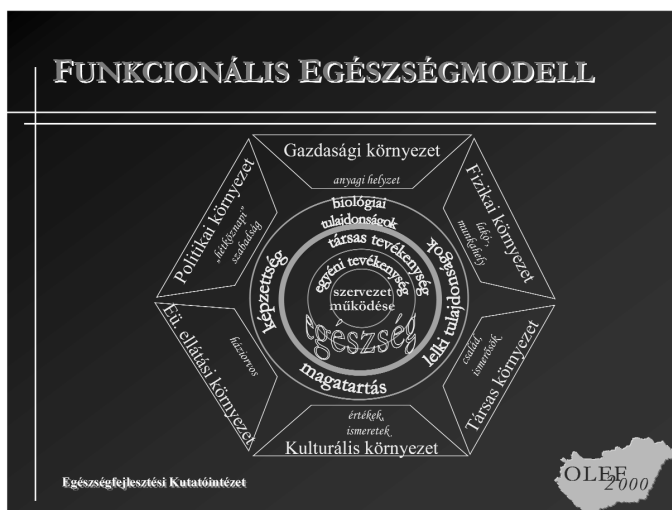 FUNKCIONÁLIS EGÉSZSÉGMODELL
Gazdasági környezet
anyagi helyzet
Politikai környezet
„hétköznapi”
szabadság
Fizikai környezet
lakó-,
munkahely
biológiai
tulajdonságok
társas tevékenység
egyéni tevékenység
szervezet
működése
egészség
képzettség
lelki tulajdonságok
magatartás
Eü. ellátási környezet
háziorvos
család,
ismerősök
Társas környezet
értékek,
ismeretek
Kulturális környezet
Egészségfejlesztési Kutatóintézet
OLEF
2000